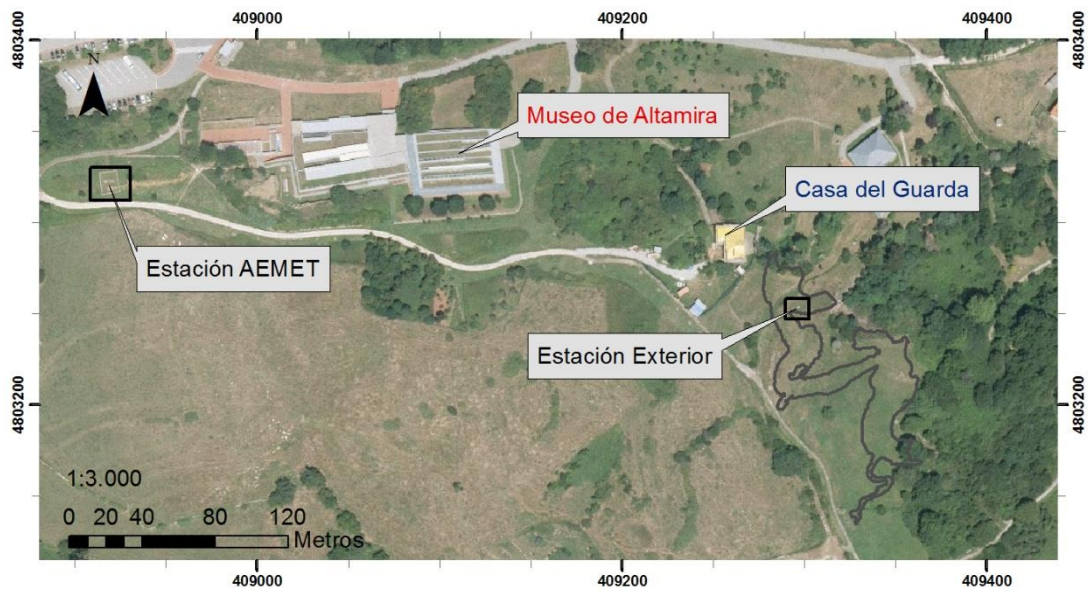 409000
409200
409400
4803400
4803400
N
Museo de Altamira
Casa del Guarda
Estación AEMET
Estación Exterior
4803200
4803200
1:3.000
0 20 40 80 120
Metros
409000
409200
409400